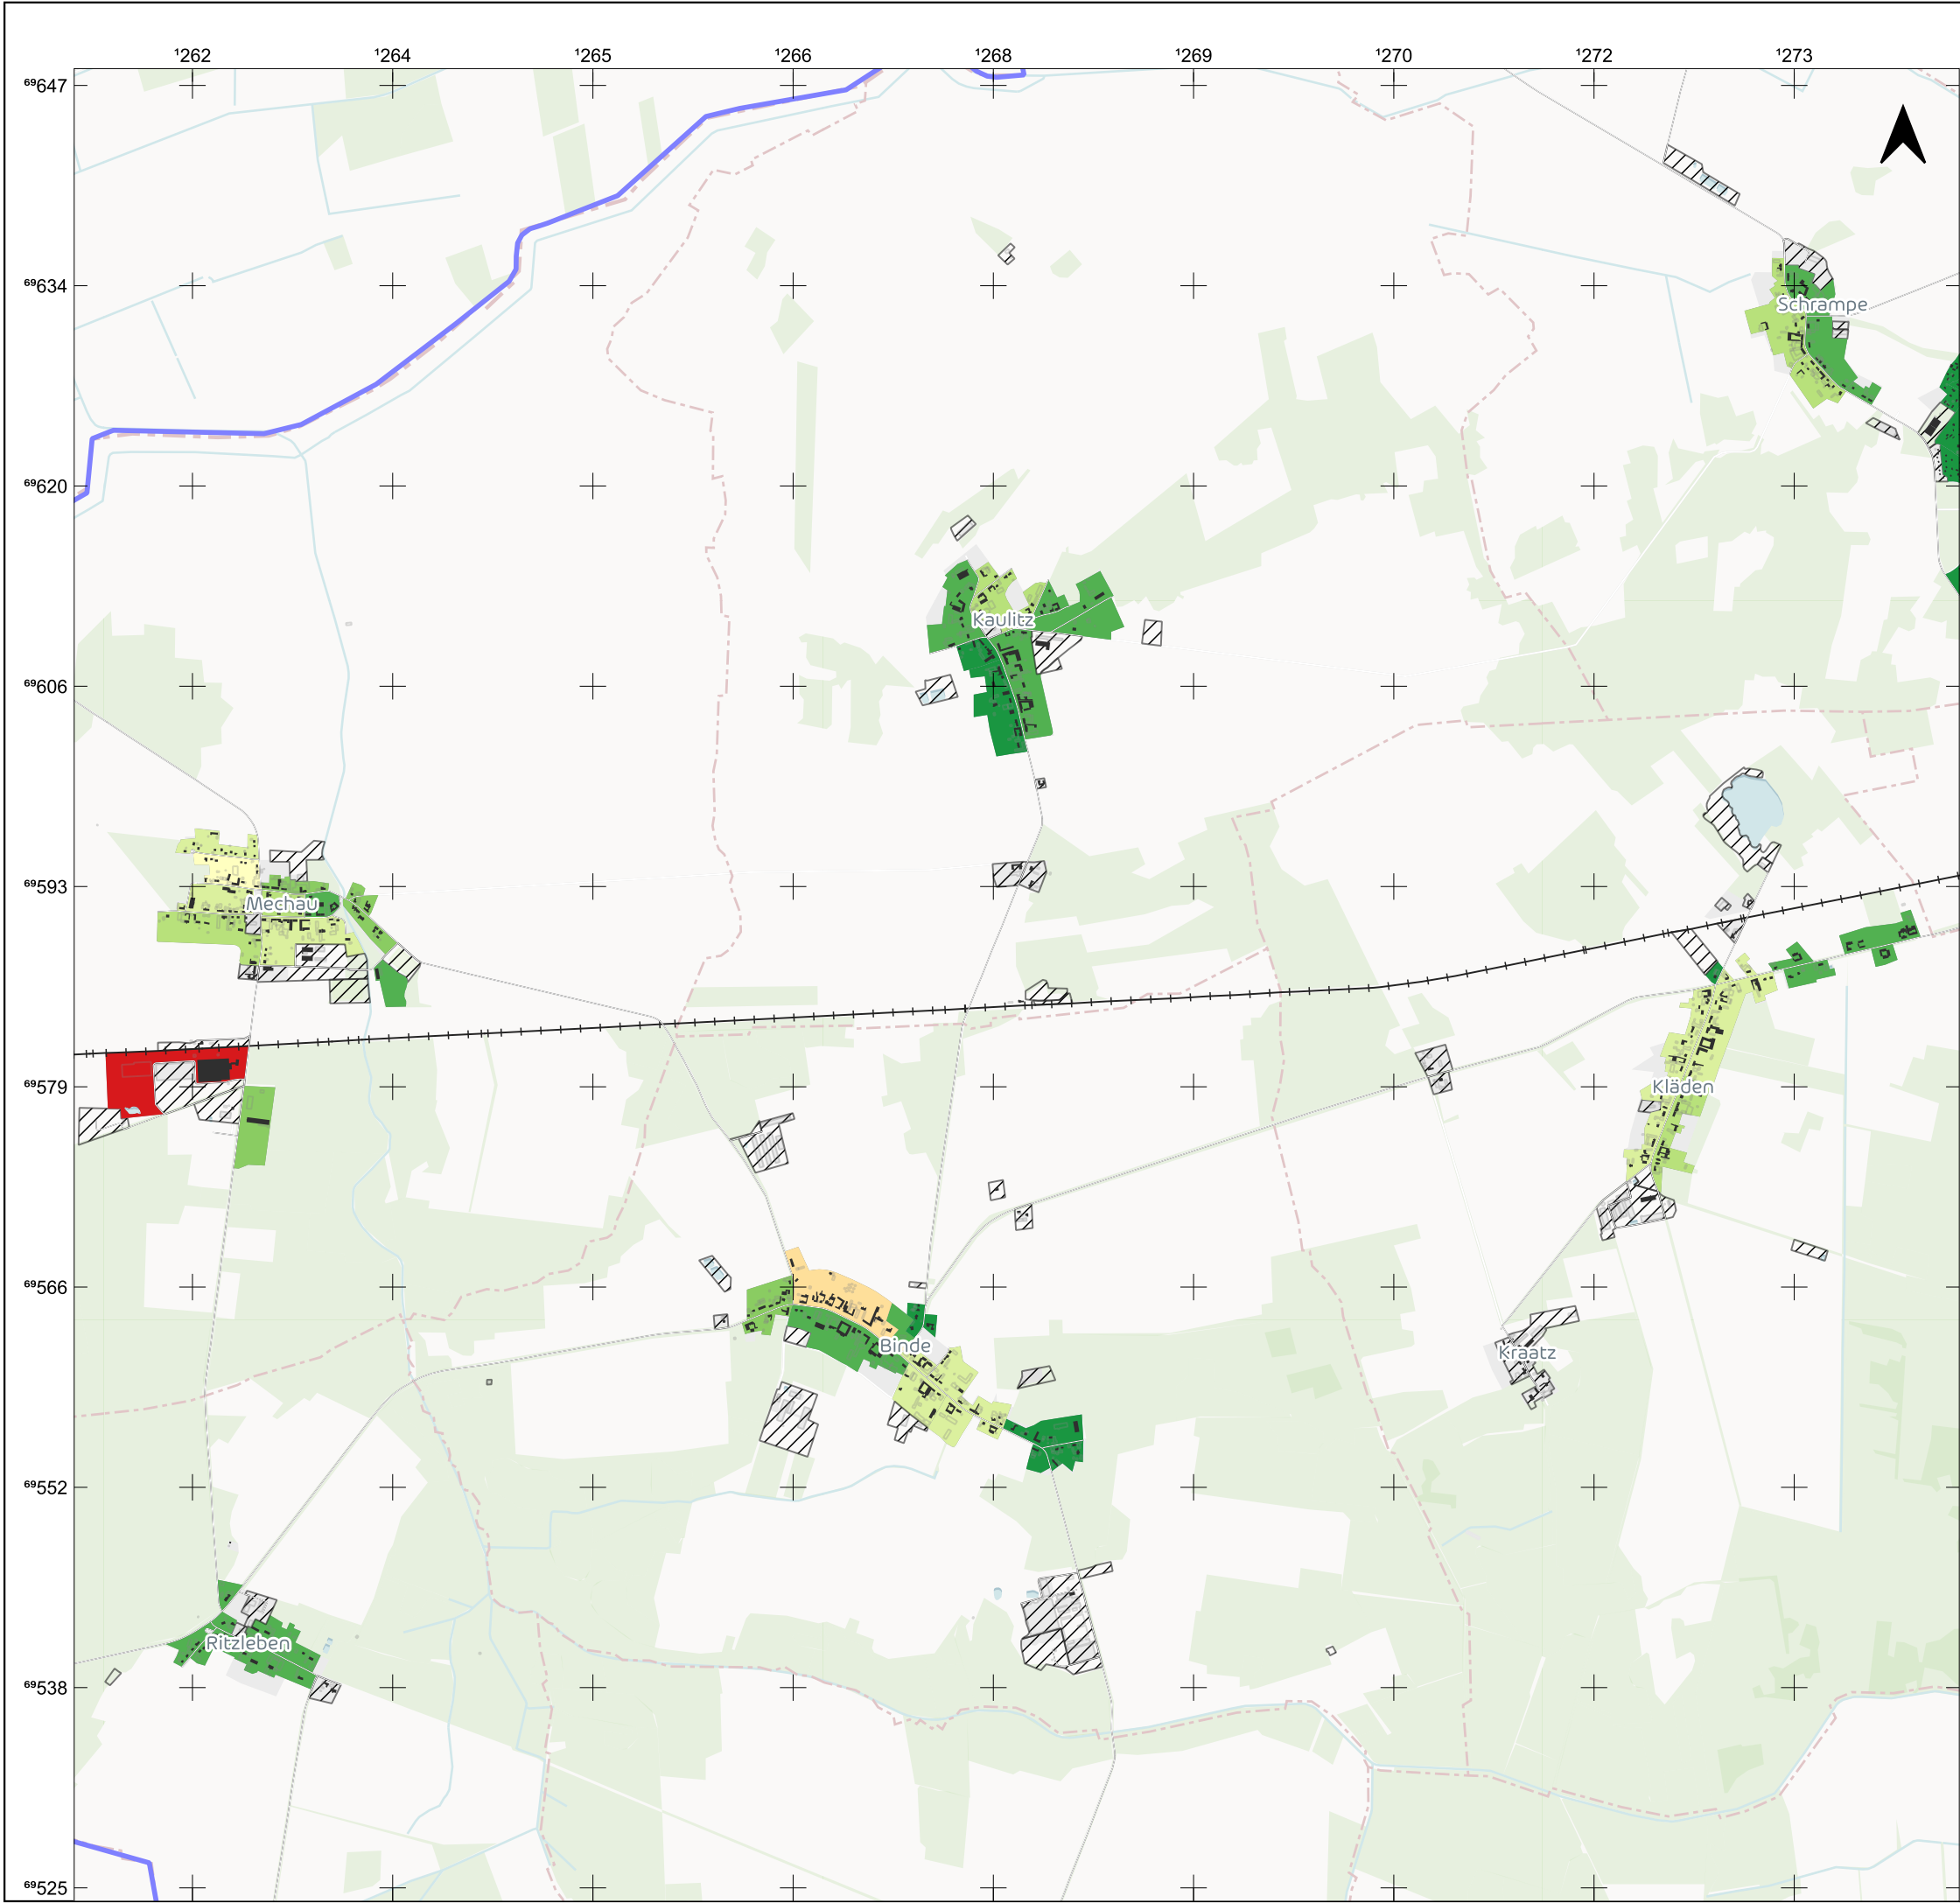 ¹262 ¹264 ¹265 ¹266 ¹268 ¹269 ¹270 ¹272 ¹273
⁶⁹647
⁶⁹634
Schrampe
⁶⁹620
Kaulitz
⁶⁹606
⁶⁹593
Mechau
⁶⁹579
Kläden
⁶⁹566
Binde
Kraatz
⁶⁹552
Ritzleben
⁶⁹538
⁶⁹525